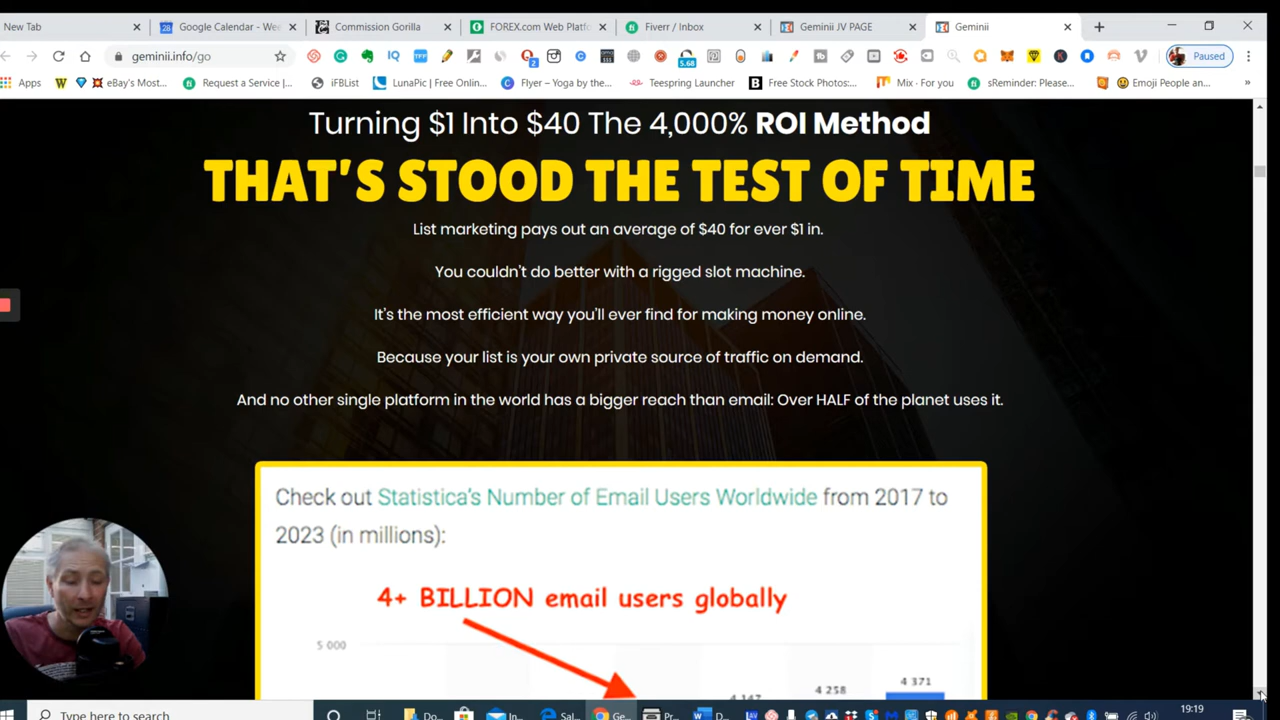 New Tab
Google Calendar - Wee
Commission Gorilla
FOREX.com Web Platfo
Fiverr / Inbox
Geminii JV PAGE
Geminii
geminii.info/go
Paused
Apps
eBay's Most...
Request a Service |...
iFBList
LunaPic | Free Onlin...
Flyer – Yoga by the...
Teespring Launcher
Free Stock Photos:...
Mix · For you
sReminder: Please...
Emoji People an...
Turning $1 Into $40 The 4,000% ROI Method
THAT'S STOOD THE TEST OF TIME
List marketing pays out an average of $40 for ever $1 in.
You couldn't do better with a rigged slot machine.
It's the most efficient way you'll ever find for making money online.
Because your list is your own private source of traffic on demand.
And no other single platform in the world has a bigger reach than email: Over HALF of the planet uses it.
Check out Statistica's Number of Email Users Worldwide from 2017 to
2023 (in millions):
4+ BILLION email users globally
5 000
4 371
4 258
4 147
Type here to search
Do...
In...
Sal...
Ge...
Pr...
D...
19:19